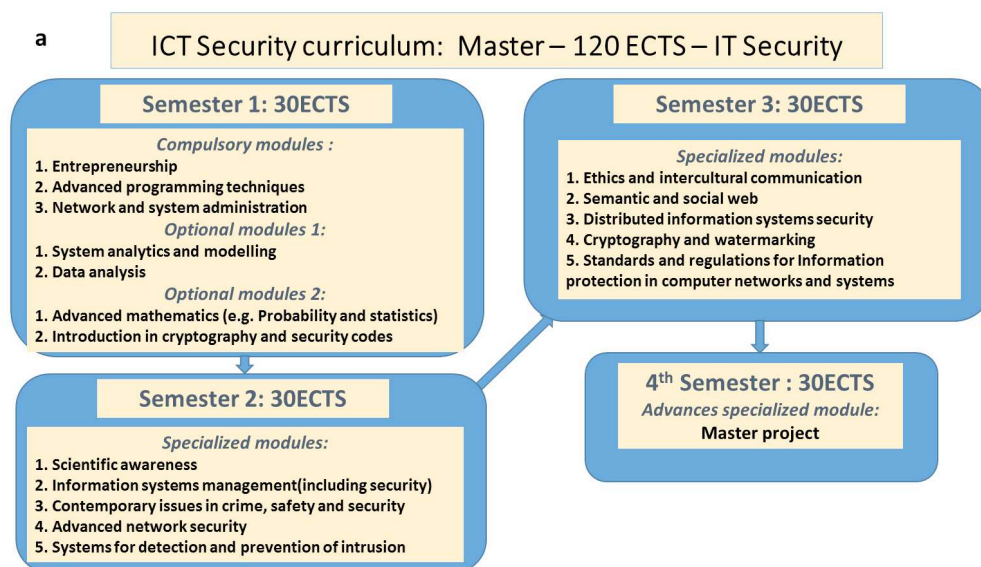 a
ICT Security curriculum: Master – 120 ECTS – IT Security
Semester 1: 30ECTS
Compulsory modules :
1. Entrepreneurship
2. Advanced programming techniques
3. Network and system administration
Optional modules 1:
1. System analytics and modelling
2. Data analysis
Optional modules 2:
1. Advanced mathematics (e.g. Probability and statistics)
2. Introduction in cryptography and security codes
Semester 2: 30ECTS
Specialized modules:
1. Scientific awareness
2. Information systems management(including security)
3. Contemporary issues in crime, safety and security
4. Advanced network security
5. Systems for detection and prevention of intrusion
Semester 3: 30ECTS
Specialized modules:
1. Ethics and intercultural communication
2. Semantic and social web
3. Distributed information systems security
4. Cryptography and watermarking
5. Standards and regulations for Information
protection in computer networks and systems
4th Semester : 30ECTS
Advances specialized module:
Master project